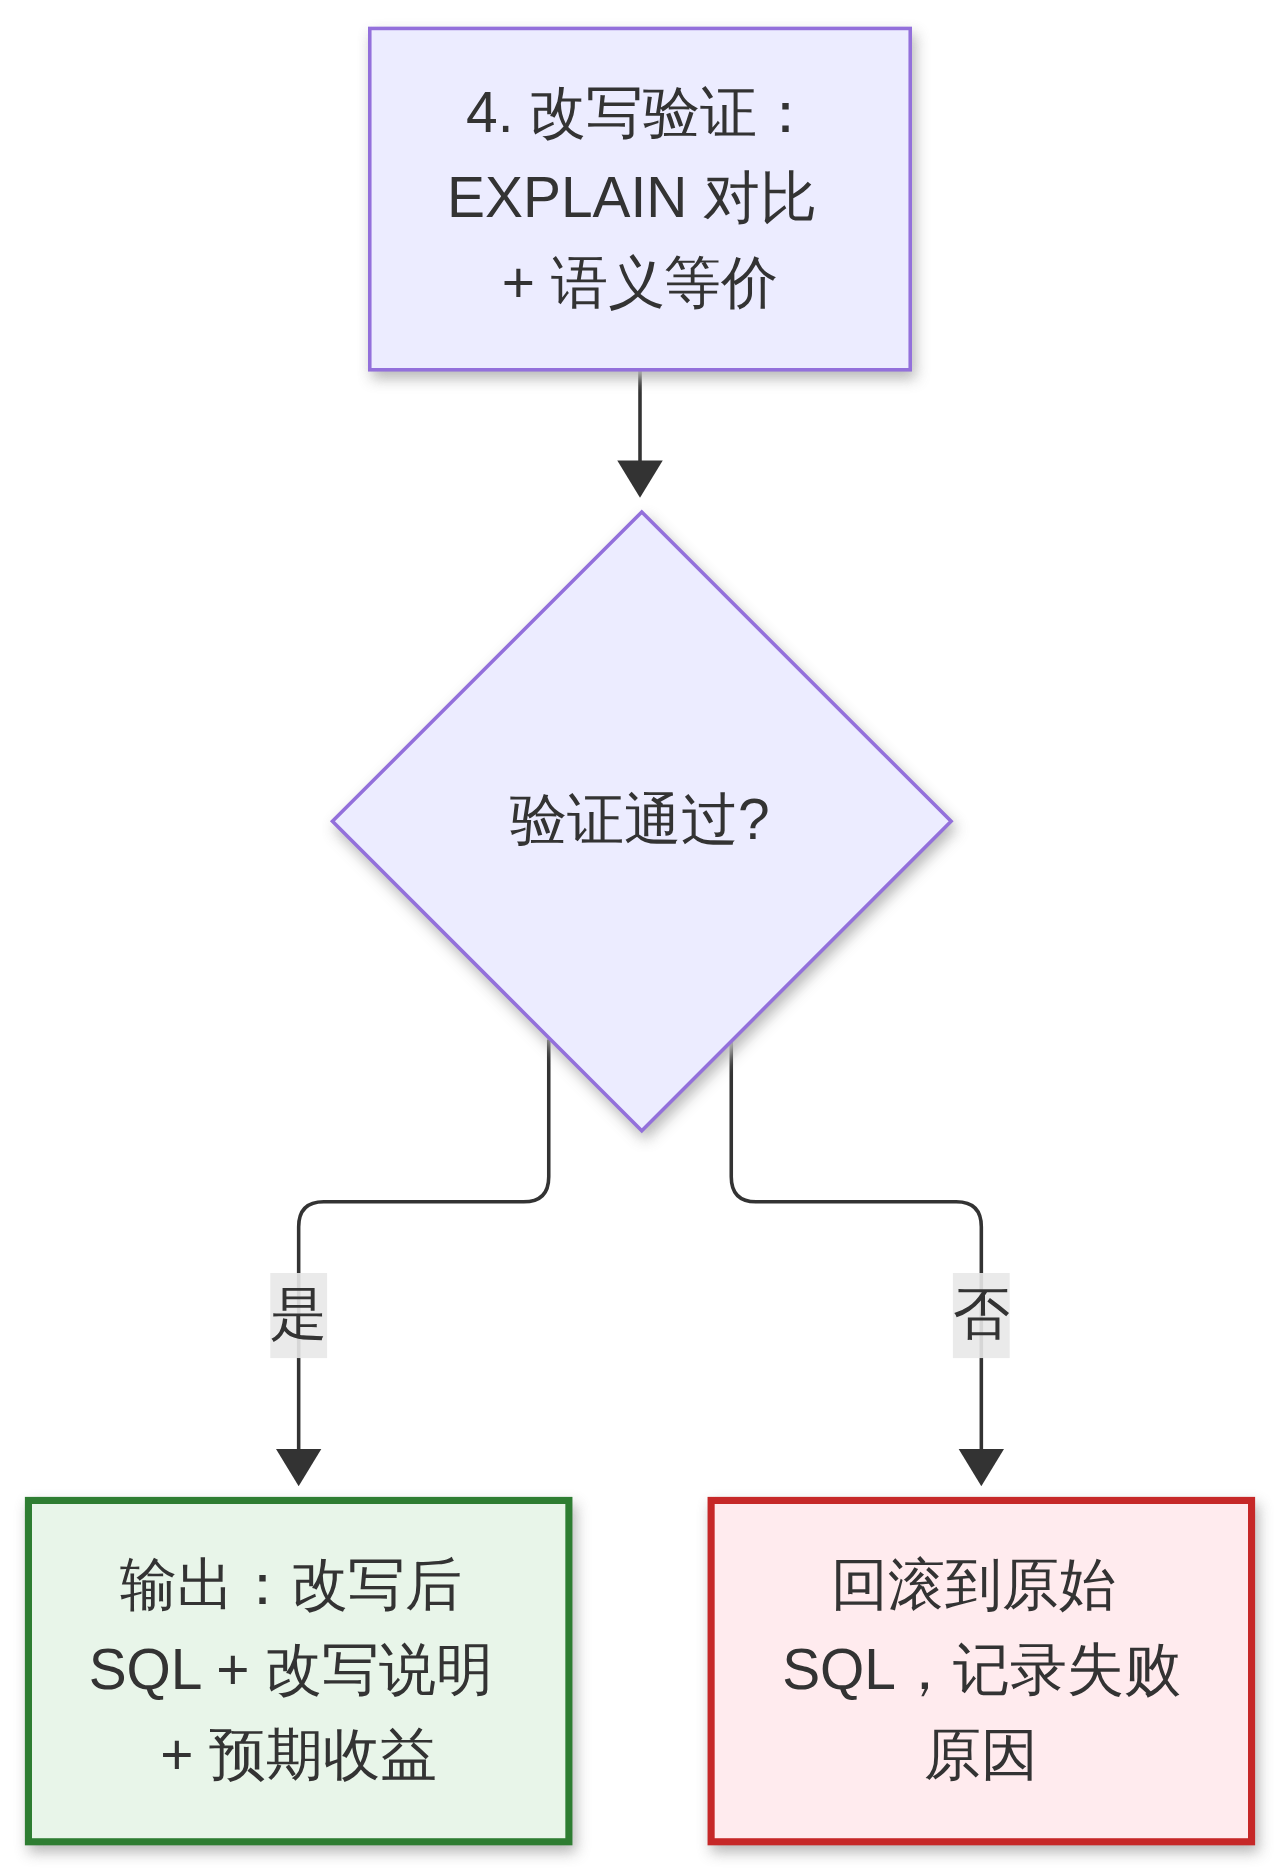 4. 改写验证：
EXPLAIN 对比
+ 语义等价
验证通过?
是
否
输出：改写后
SQL + 改写说明
+ 预期收益
回滚到原始
SQL，记录失败
原因